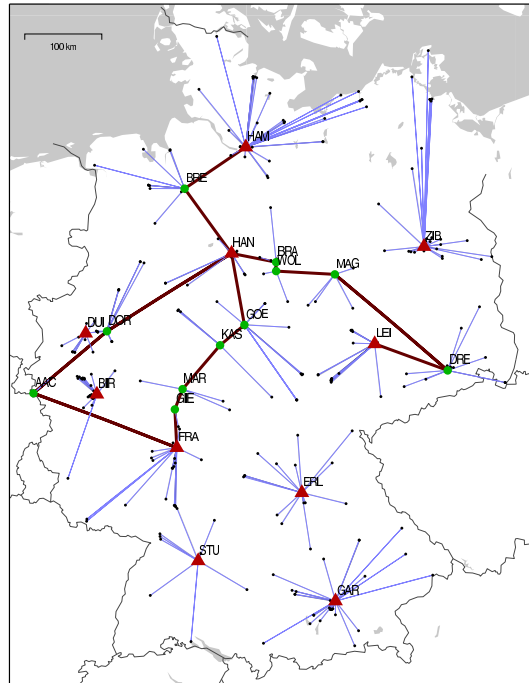 100 km
HAM
BRE
HAN
BRA
WOL
ZIB
MAG
DUI
DOR
GOE
KAS
LEI
DRE
AAC
BIR
MAR
GIE
FRA
ERL
STU
GAR